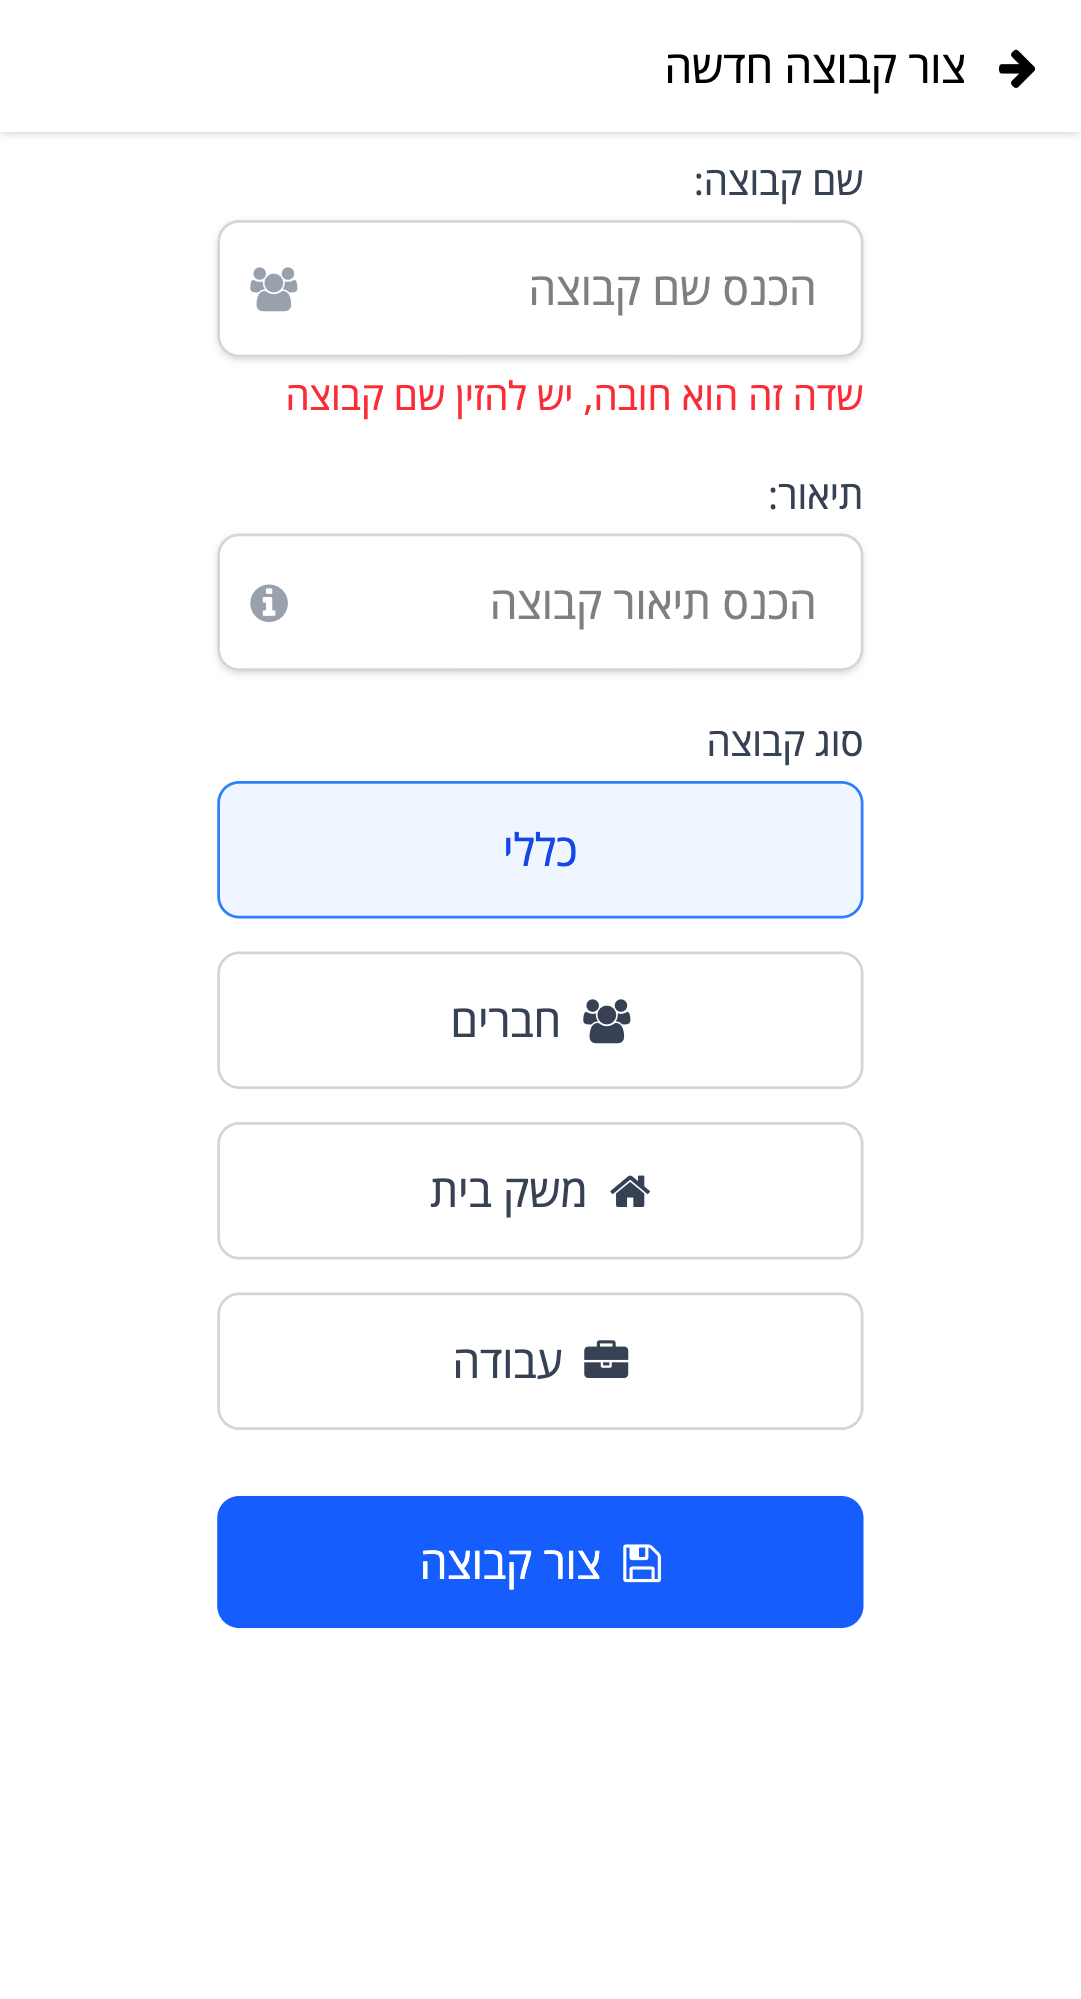 צור קבוצה חדשה
שם קבוצה:
הכנס שם קבוצה
שדה זה הוא חובה, יש להזין שם קבוצה
תיאור:
הכנס תיאור קבוצה
סוג קבוצה
כללי
חברים
משק בית
עבודה
צור קבוצה